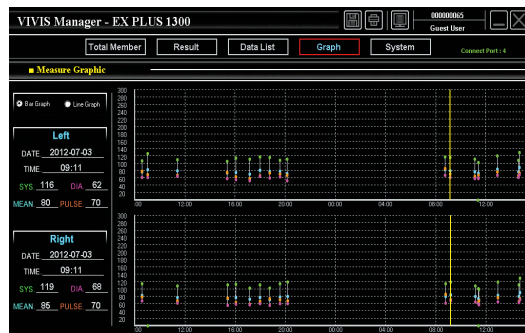 VIVIS Manager - EX PLUS 1300
000000065
Guest User
Total Member
Result
Data List
Graph
System
Connect Port : 4
Measure Graphic
Bar Graph
Line Graph
Left
DATE 2012-07-03
TIME 09:11
SYS 116 DIA 62
MEAN 80 PULSE 70
300
280
260
240
220
200
180
160
140
120
100
80
60
40
20
:00 12:00 16:00 20:00 00:00 04:00 08:00 12:00
Right
DATE 2012-07-03
TIME 09:11
SYS 119 DIA 68
MEAN 85 PULSE 70
300
280
260
240
220
200
180
160
140
120
100
80
60
40
20
:00 12:00 16:00 20:00 00:00 04:00 08:00 12:00